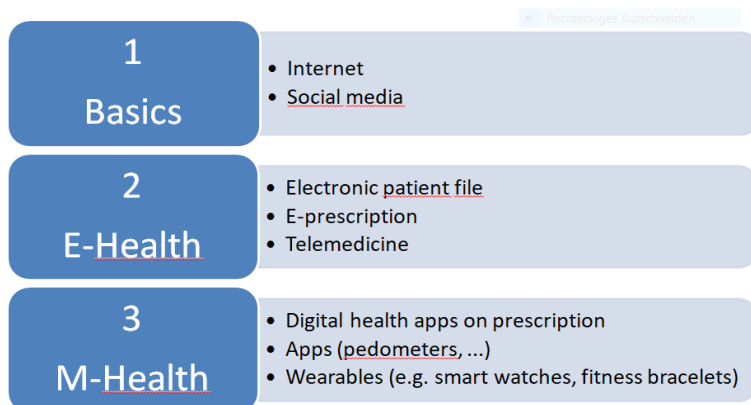 Rechteckiges Ausschneiden
1
Basics
• Internet
• Social media
2
E-Health
• Electronic patient file
• E-prescription
• Telemedicine
3
M-Health
• Digital health apps on prescription
• Apps (pedometers, ...)
• Wearables (e.g. smart watches, fitness bracelets)